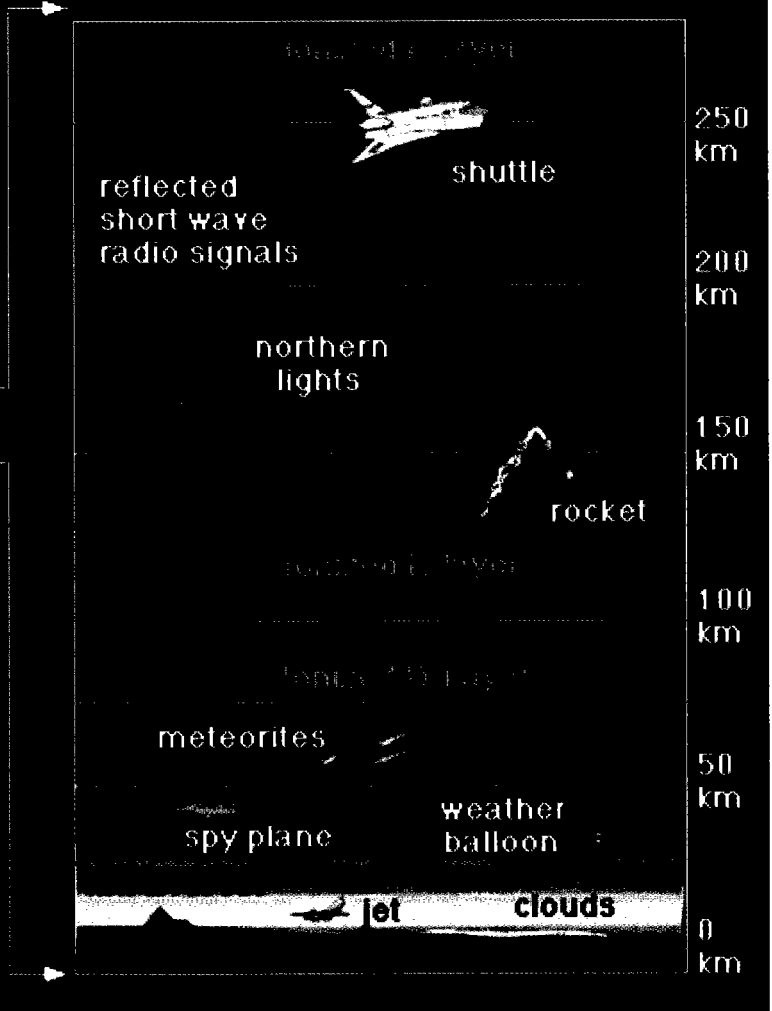 250
km
shuttle
reflected
short wave
radio signals
200
km
northern
lights
150
km
rocket
100
km
meteorites
50
km
spy plane
weather
balloon
jet
clouds
0
km